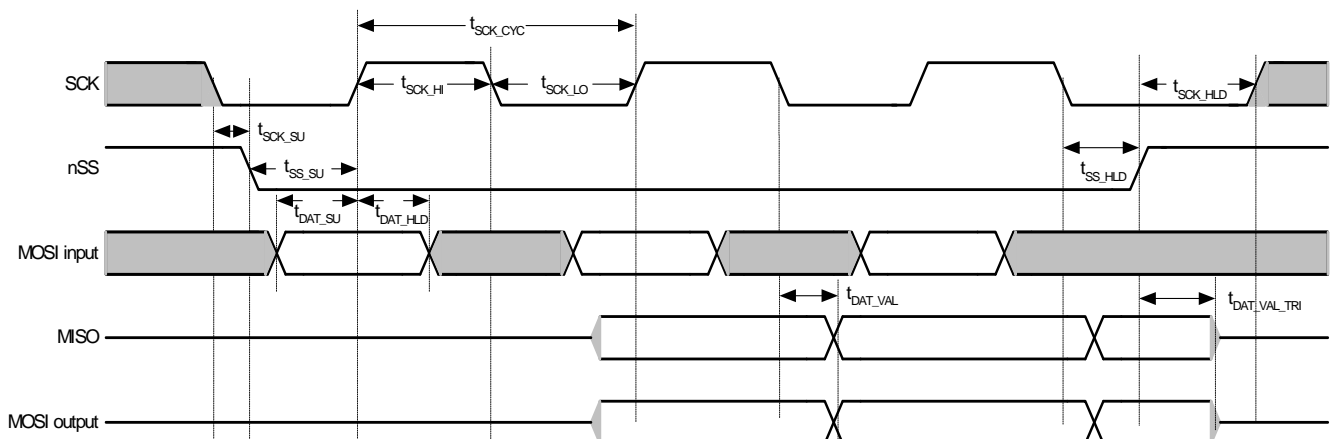 tSCK_CYC
SCK
tSCK_HI
tSCK_LO
tSCK_HLD
tSCK_SU
nSS
tSS_SU
tSS_HLD
tDAT_SU
tDAT_HLD
MOSI input
tDAT_VAL
tDAT_VAL_TRI
MISO
MOSI output